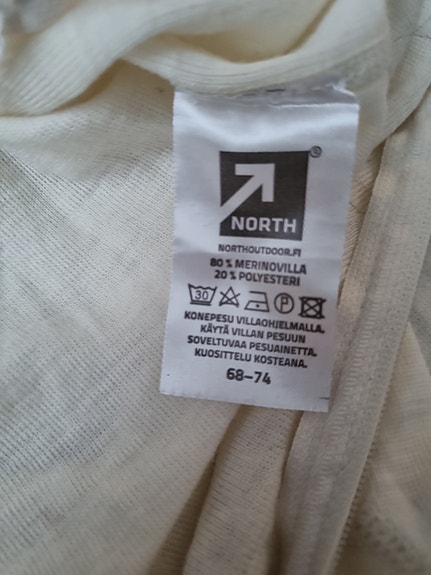 ®
NORTH
NORTHOUTDOOR.FI
80 % MERINOVILLA
20 % POLYESTERI
30 P
KONEPESU VILLAOHJELMALLA.
KÄYTÄ VILLAN PESUUN
SOVELTUVAA PESUAINETTA.
KUOSITTELU KOSTEANA.
68–74